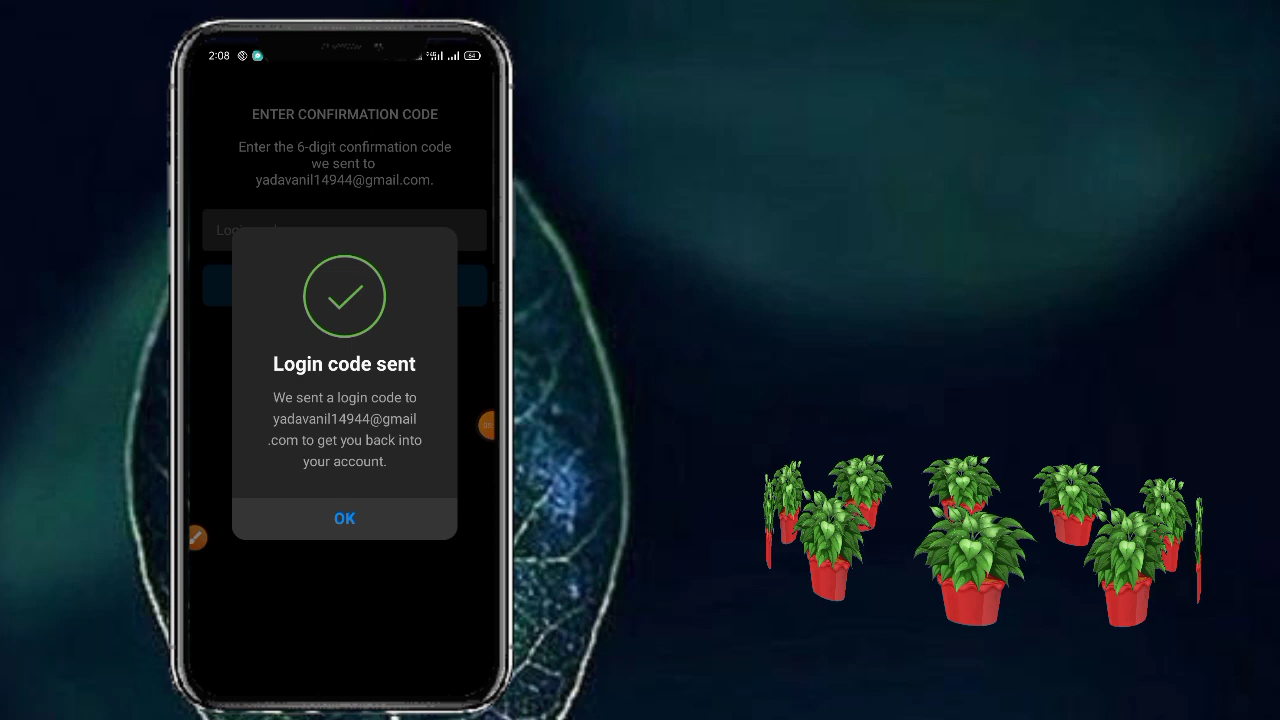 2:08
64
ENTER CONFIRMATION CODE
Enter the 6-digit confirmation code
we sent to
yadavanil14944@gmail.com.
Login code sent
We sent a login code to
yadavanil14944@gmail
.com to get you back into
your account.
OK